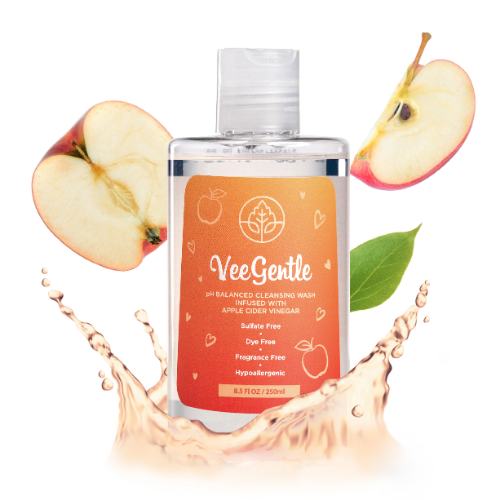 VeeGentle
pH BALANCED CLEANSING WASH
INFUSED WITH
APPLE CIDER VINEGAR
Sulfate Free
•
Dye Free
•
Fragrance Free
•
Hypoallergenic
8.5 Fl OZ / 250ml